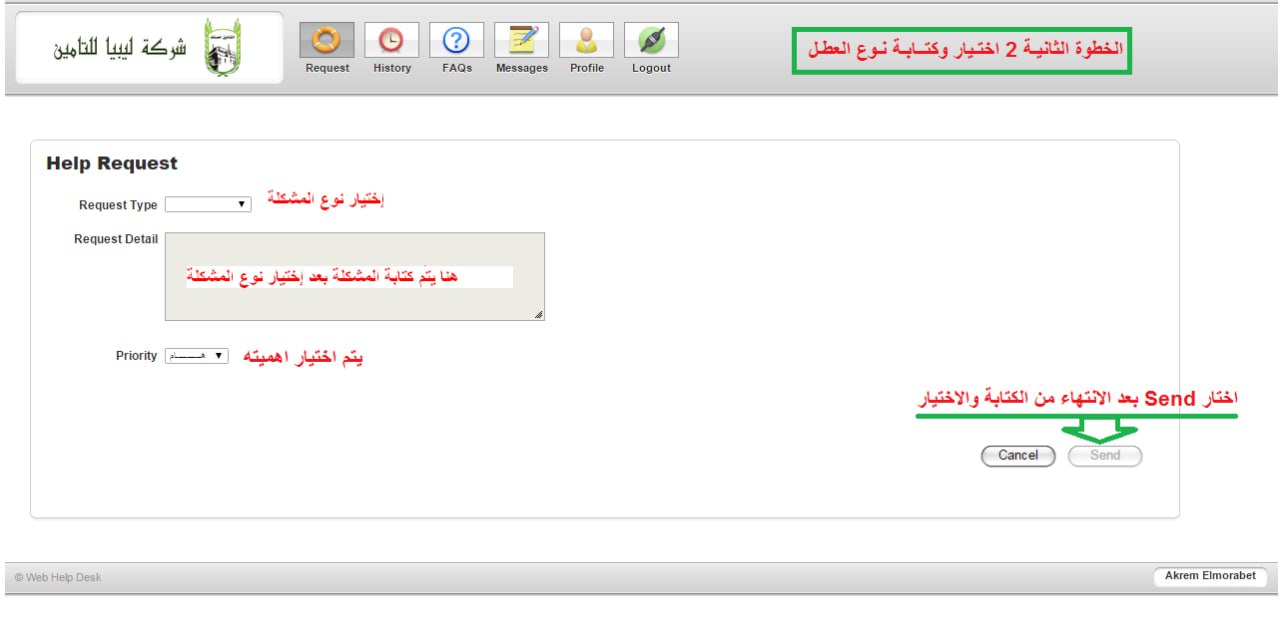 شركة ليبيا للتامين
Request
History
FAQs
Messages
Profile
Logout
الخطوة الثانية 2 اختيار وكتابة نوع العطل
Help Request
Request Type
إختيار نوع المشكلة
Request Detail
هنا يتم كتابة المشكلة بعد إختيار نوع المشكلة
Priority
هـــــام
يتم اختيار اهميته
اختار Send بعد الانتهاء من الكتابة والاختيار
Cancel
Send
© Web Help Desk
Akrem Elmorabet